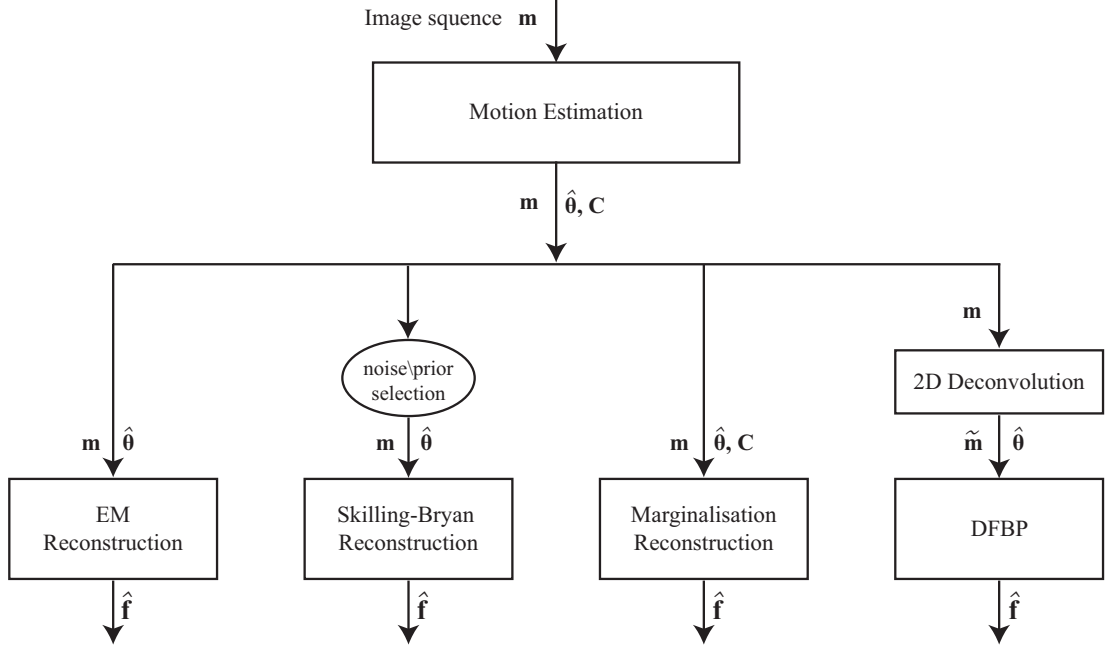 Image squence m
Motion Estimation
m θ̂, C
m
noise\prior
selection
2D Deconvolution
m θ̂
m θ̂
m θ̂, C
m̃ θ̂
EM
Reconstruction
Skilling-Bryan
Reconstruction
Marginalisation
Reconstruction
DFBP
f̂
f̂
f̂
f̂